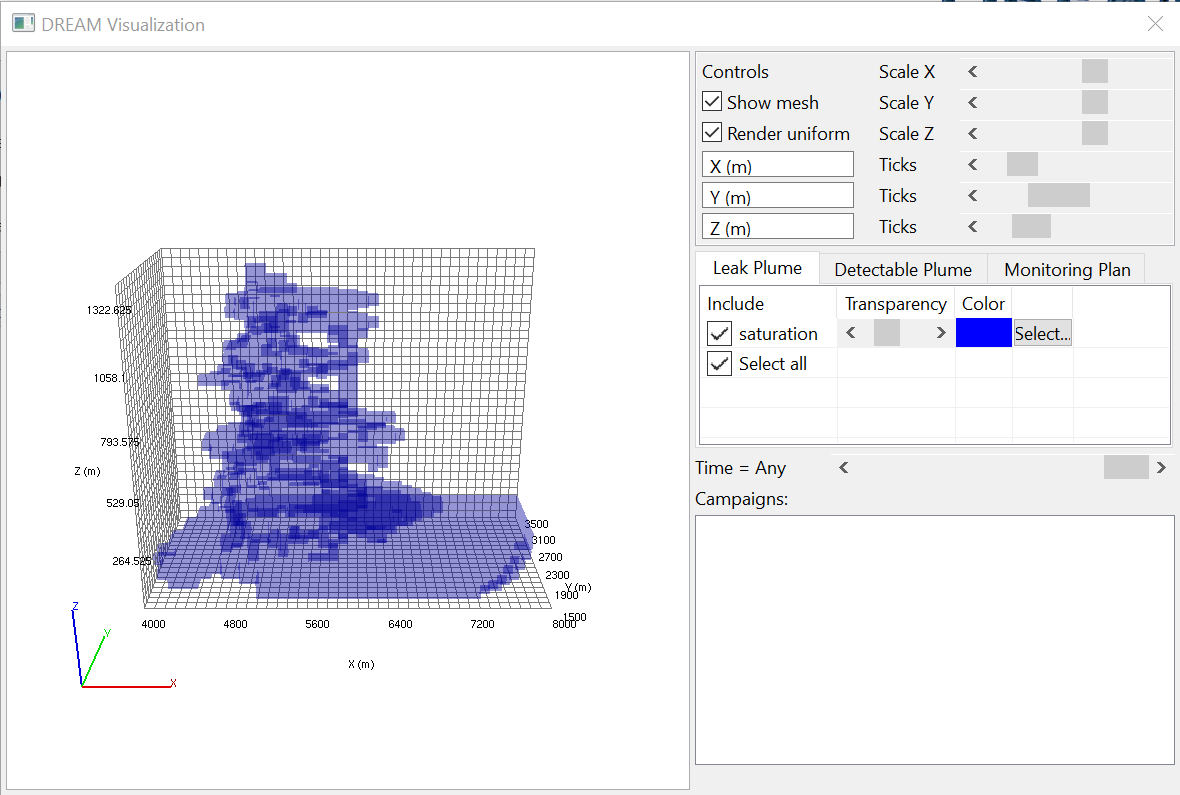 DREAM Visualization
Controls
Scale X
Show mesh
Scale Y
Render uniform
Scale Z
X (m)
Ticks
Y (m)
Ticks
Z (m)
Ticks
Leak Plume
Detectable Plume
Monitoring Plan
Include
Transparency
Color
saturation
Select...
Select all
Time = Any
Campaigns:
1322.625
1058.1
793.575
Z (m)
529.05
264.525
3500
3100
2700
2300
Y (m)
1900
1500
4000
4800
5600
6400
7200
8000
X (m)
Z
Y
X